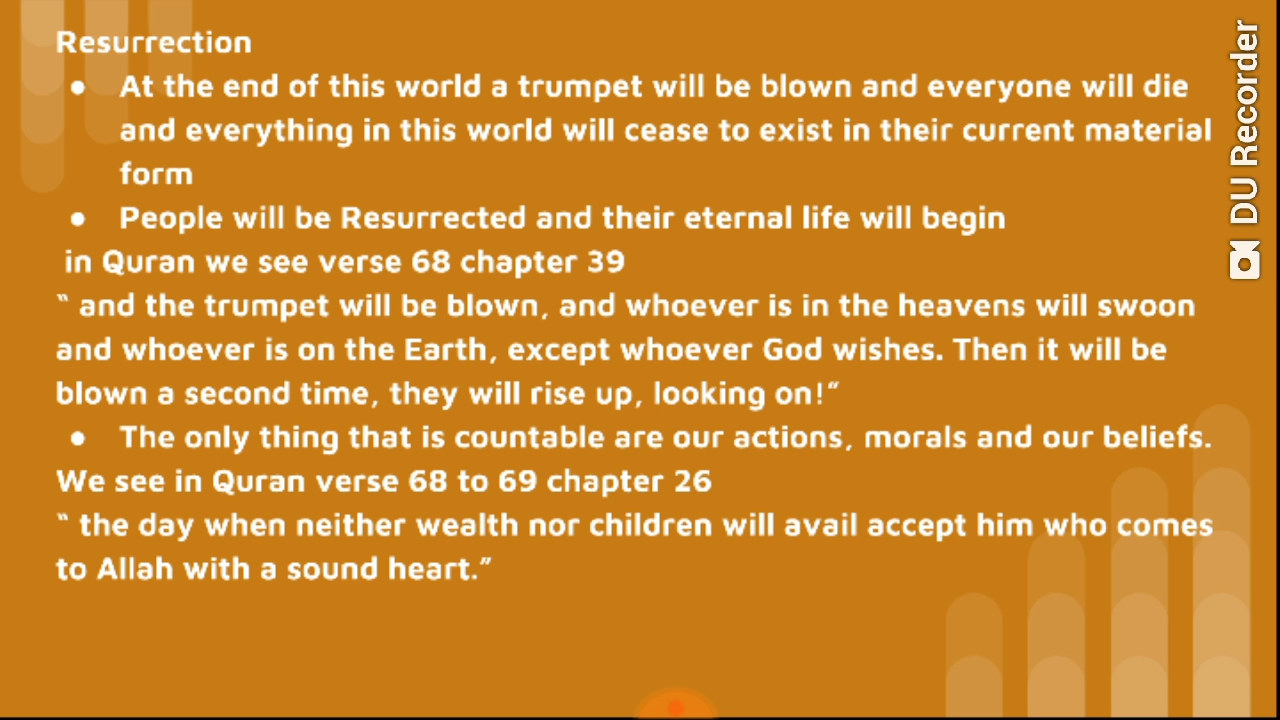 Resurrection
● At the end of this world a trumpet will be blown and everyone will die
and everything in this world will cease to exist in their current material
form
● People will be Resurrected and their eternal life will begin
in Quran we see verse 68 chapter 39
‟ and the trumpet will be blown, and whoever is in the heavens will swoon
and whoever is on the Earth, except whoever God wishes. Then it will be
blown a second time, they will rise up, looking on!”
● The only thing that is countable are our actions, morals and our beliefs.
We see in Quran verse 68 to 69 chapter 26
‟ the day when neither wealth nor children will avail accept him who comes
to Allah with a sound heart.”
DU Recorder